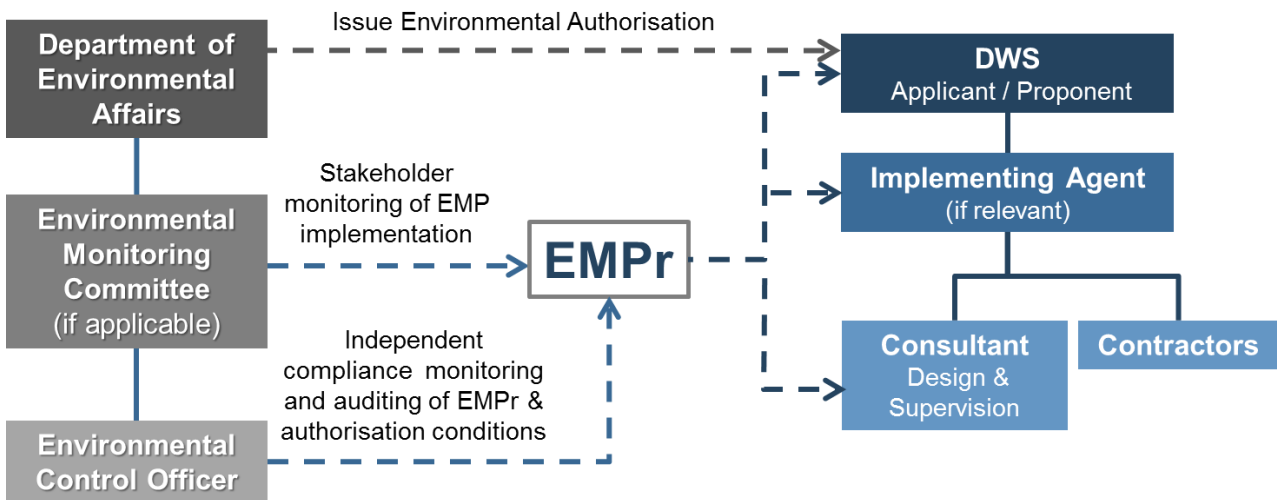 Issue Environmental Authorisation
Department of
Environmental
Affairs
DWS
Applicant / Proponent
Stakeholder
monitoring of EMP
implementation
Implementing Agent
(if relevant)
Environmental
Monitoring
Committee
(if applicable)
EMPr
Independent
compliance monitoring
and auditing of EMPr &
authorisation conditions
Consultant
Design &
Supervision
Contractors
Environmental
Control Officer